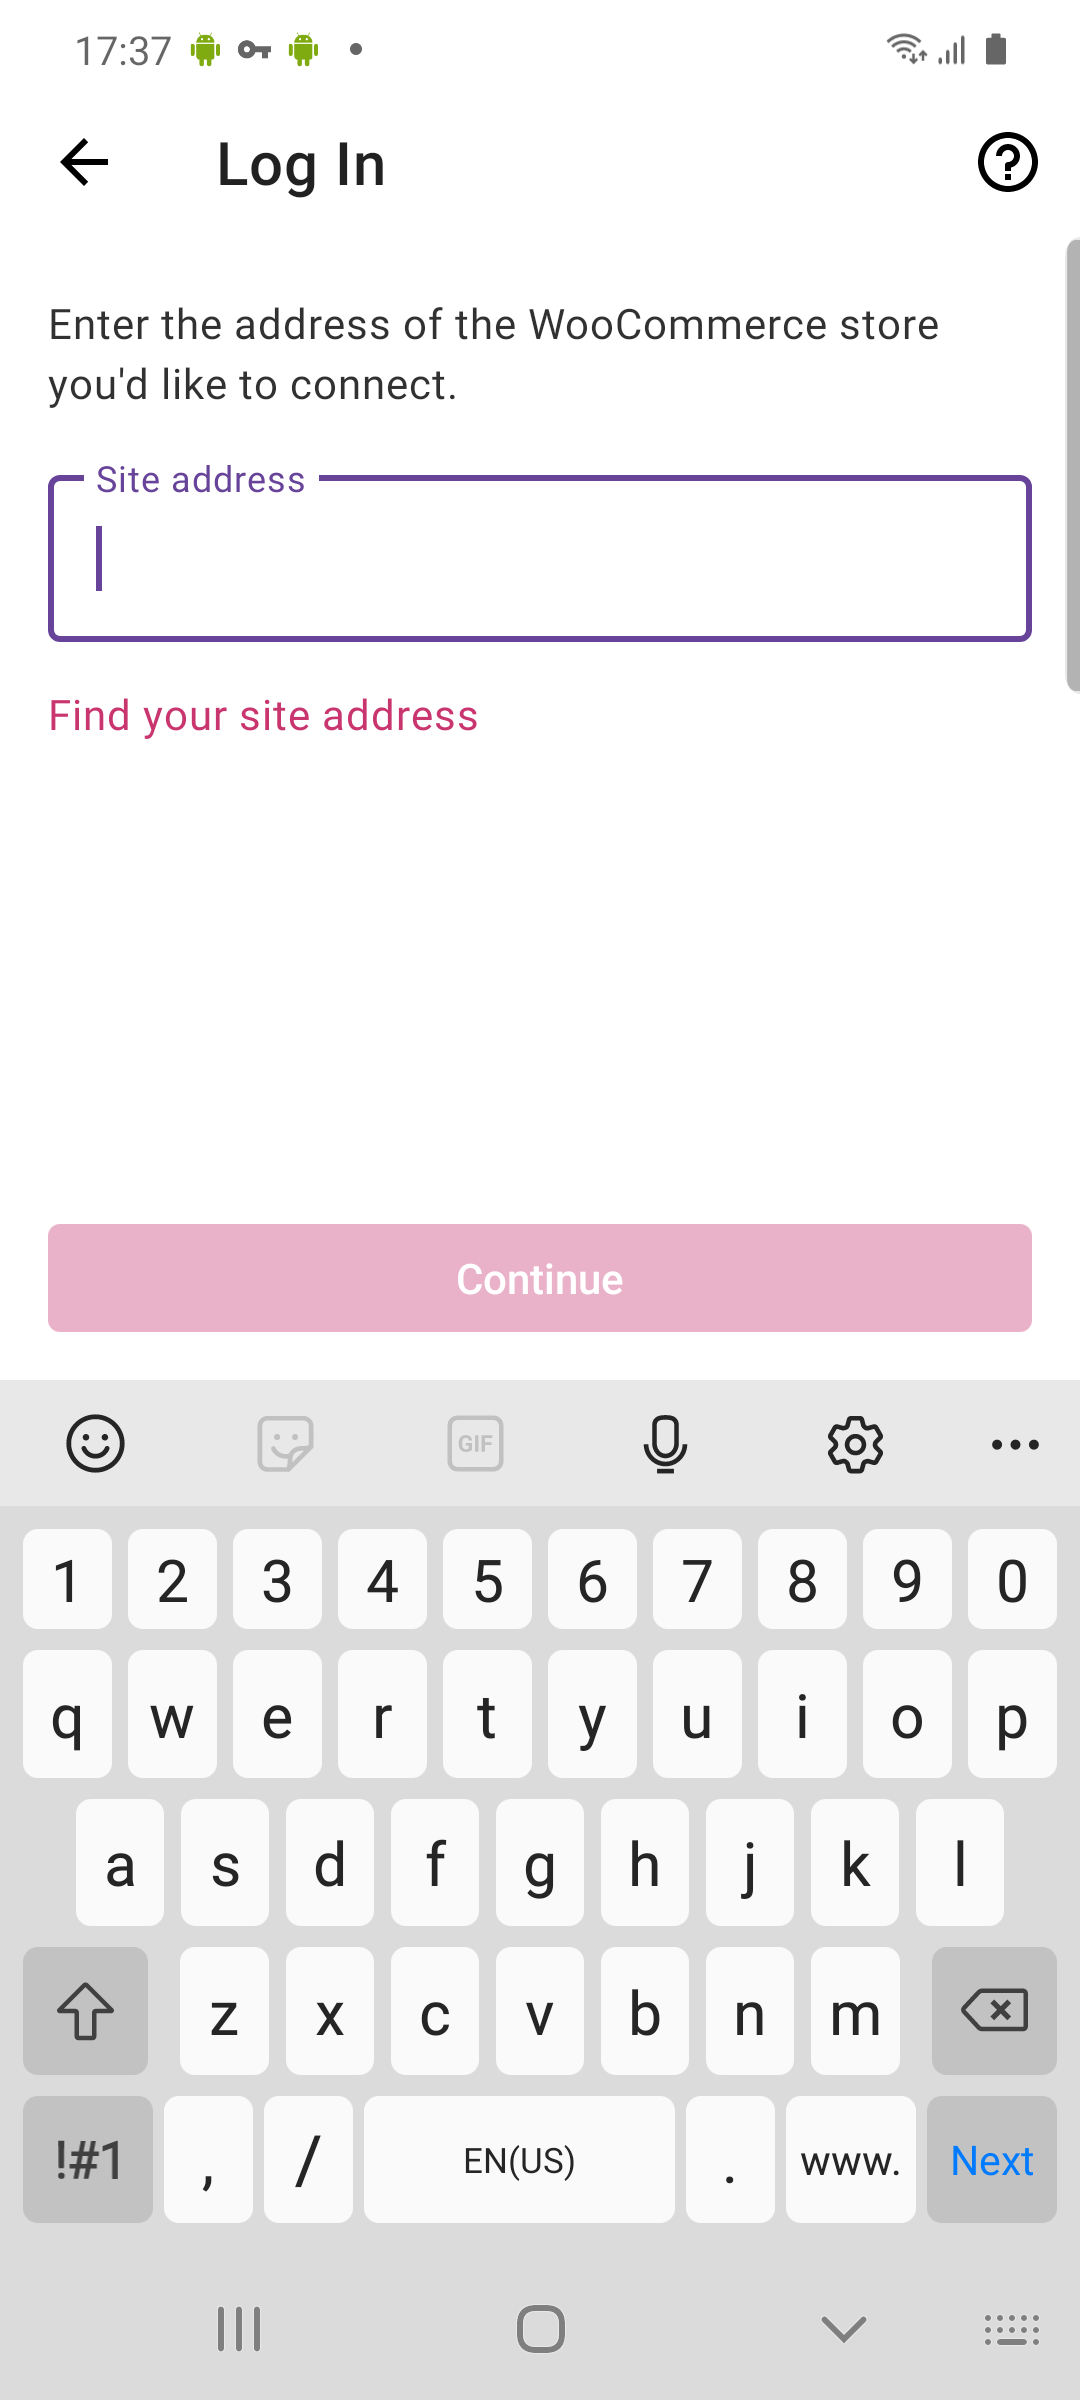 17:37
Log In
Enter the address of the WooCommerce store
you'd like to connect.
Site address
Find your site address
Continue
GIF
1 2 3 4 5 6 7 8 9 0
q w e r t y u i o p
a s d f g h j k l
z x c v b n m
!#1 , / EN(US) . www. Next